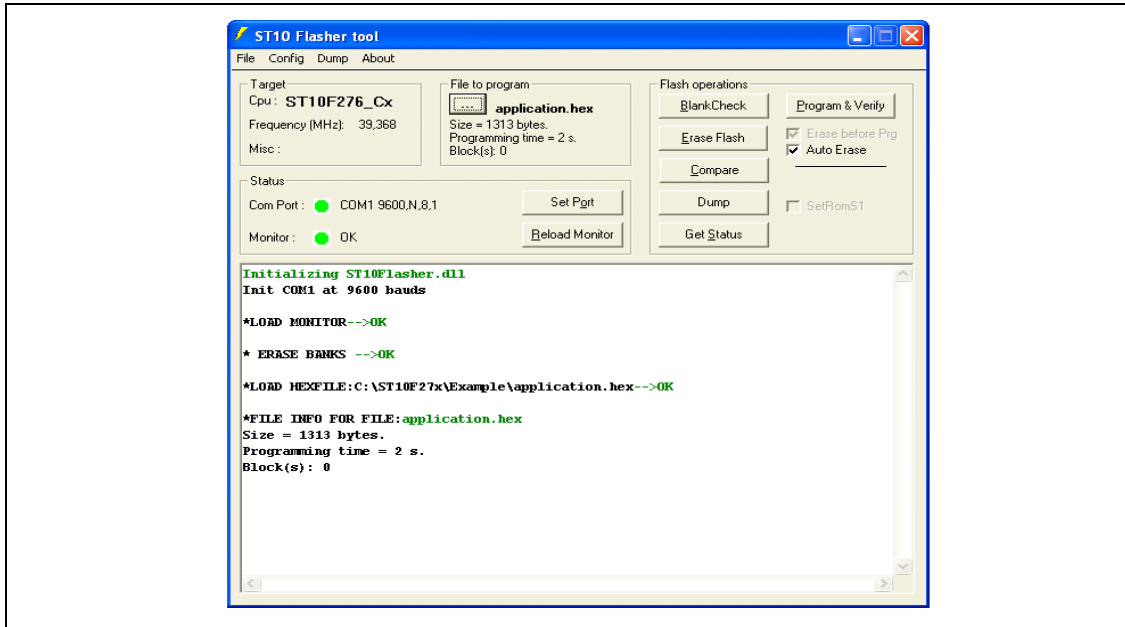 ST10 Flasher tool
File Config Dump About
Target
Cpu : ST10F276_Cx
Frequency (MHz): 39,368
Misc :
File to program
... application.hex
Size = 1313 bytes.
Programming time = 2 s.
Block(s): 0
Status
Com Port : COM1 9600,N,8,1
Set Port
Monitor : OK
Reload Monitor
Flash operations
BlankCheck
Program & Verify
Erase Flash
Erase before Prg
Auto Erase
Compare
Dump
SetRomS1
Get Status
Initializing ST10Flasher.dll
Init COM1 at 9600 bauds
*LOAD MONITOR-->OK
* ERASE BANKS -->OK
*LOAD HEXFILE:C:\ST10F27x\Example\application.hex-->OK
*FILE INFO FOR FILE:application.hex
Size = 1313 bytes.
Programming time = 2 s.
Block(s): 0